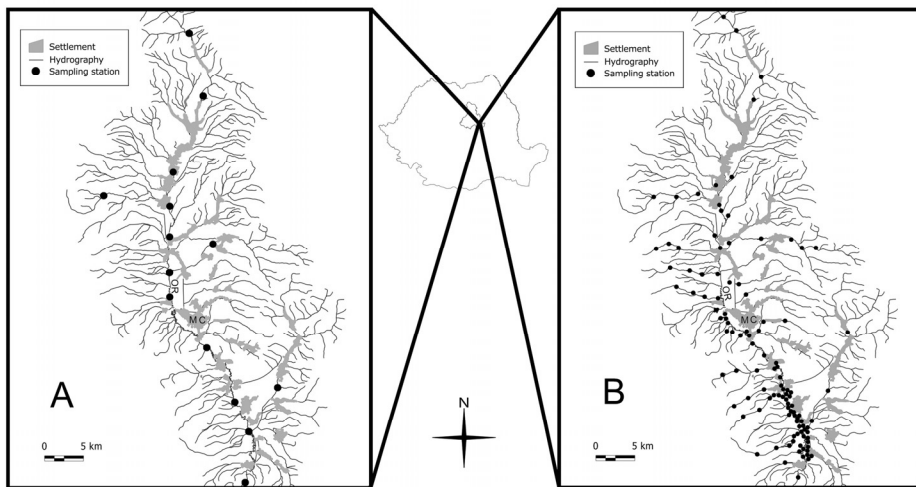 Settlement
Hydrography
Sampling station
OR
MC
A
0 5 km
N
Settlement
Hydrography
Sampling station
OR
MC
B
0 5 km